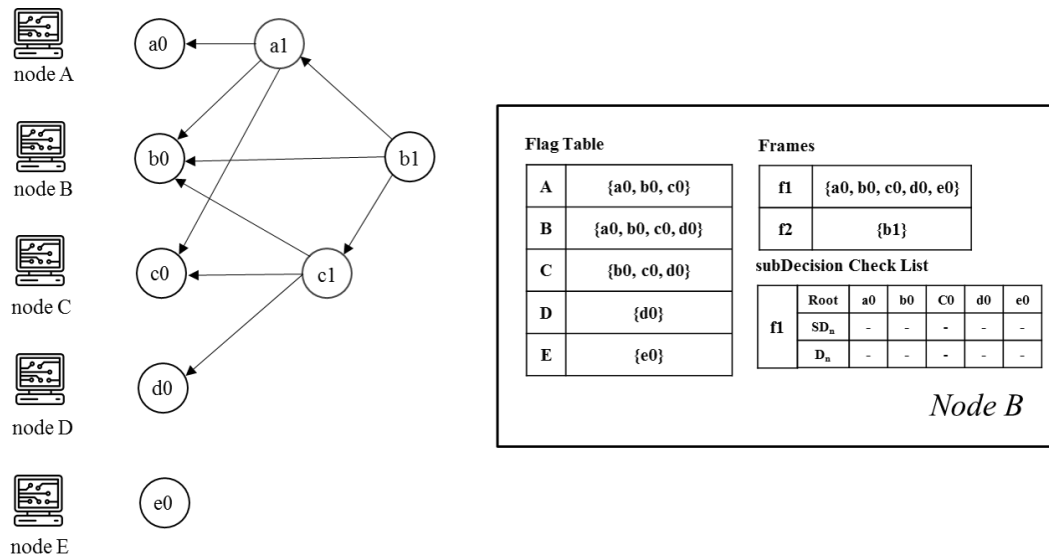 node A
node B
node C
node D
node E
a0
a1
b0
b1
c0
c1
d0
e0
Flag Table
A {a0, b0, c0}
B {a0, b0, c0, d0}
C {b0, c0, d0}
D {d0}
E {e0}
Frames
f1 {a0, b0, c0, d0, e0}
f2 {b1}
subDecision Check List
f1
Root a0 b0 C0 d0 e0
SDn - - - - -
Dn - - - - -
Node B